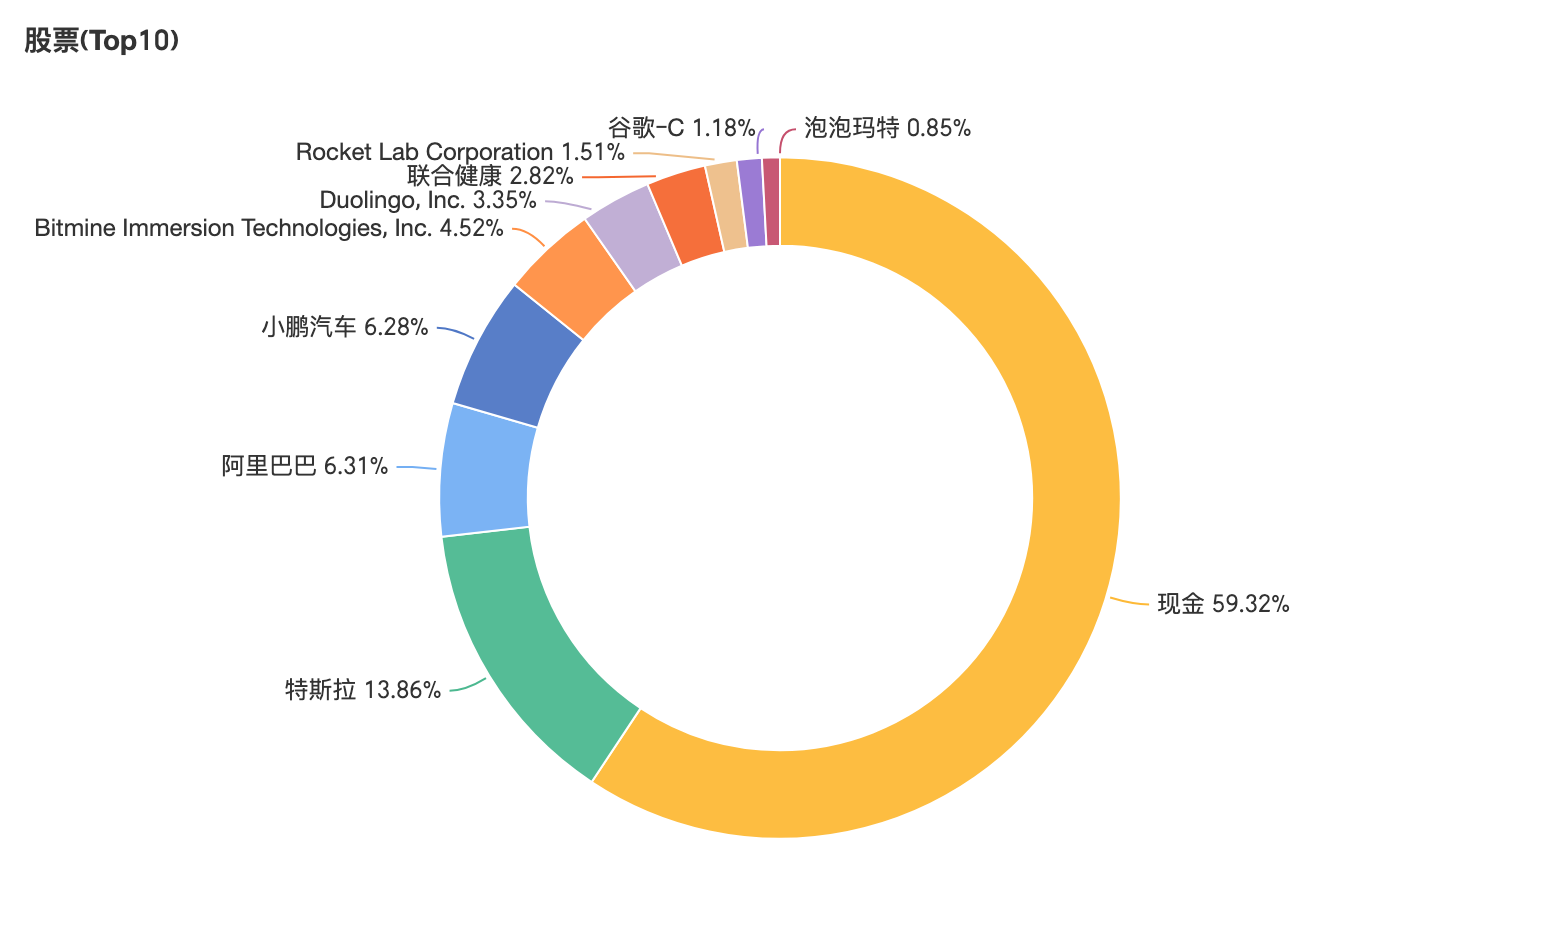 股票(Top10)
谷歌-C 1.18%
泡泡玛特 0.85%
Rocket Lab Corporation 1.51%
联合健康 2.82%
Duolingo, Inc. 3.35%
Bitmine Immersion Technologies, Inc. 4.52%
小鹏汽车 6.28%
阿里巴巴 6.31%
现金 59.32%
特斯拉 13.86%